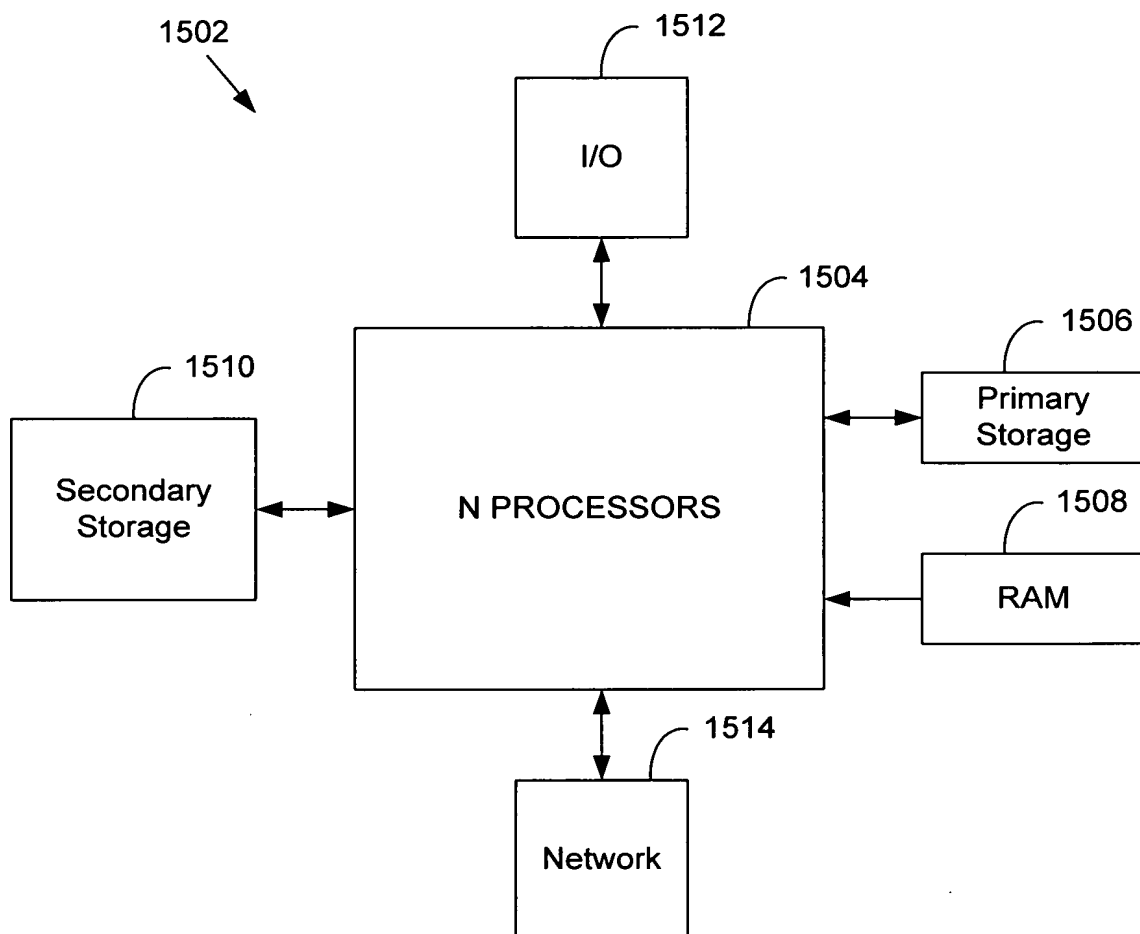 1502
1512
I/O
1504
1506
Primary
Storage
1510
Secondary
Storage
N PROCESSORS
1508
RAM
1514
Network